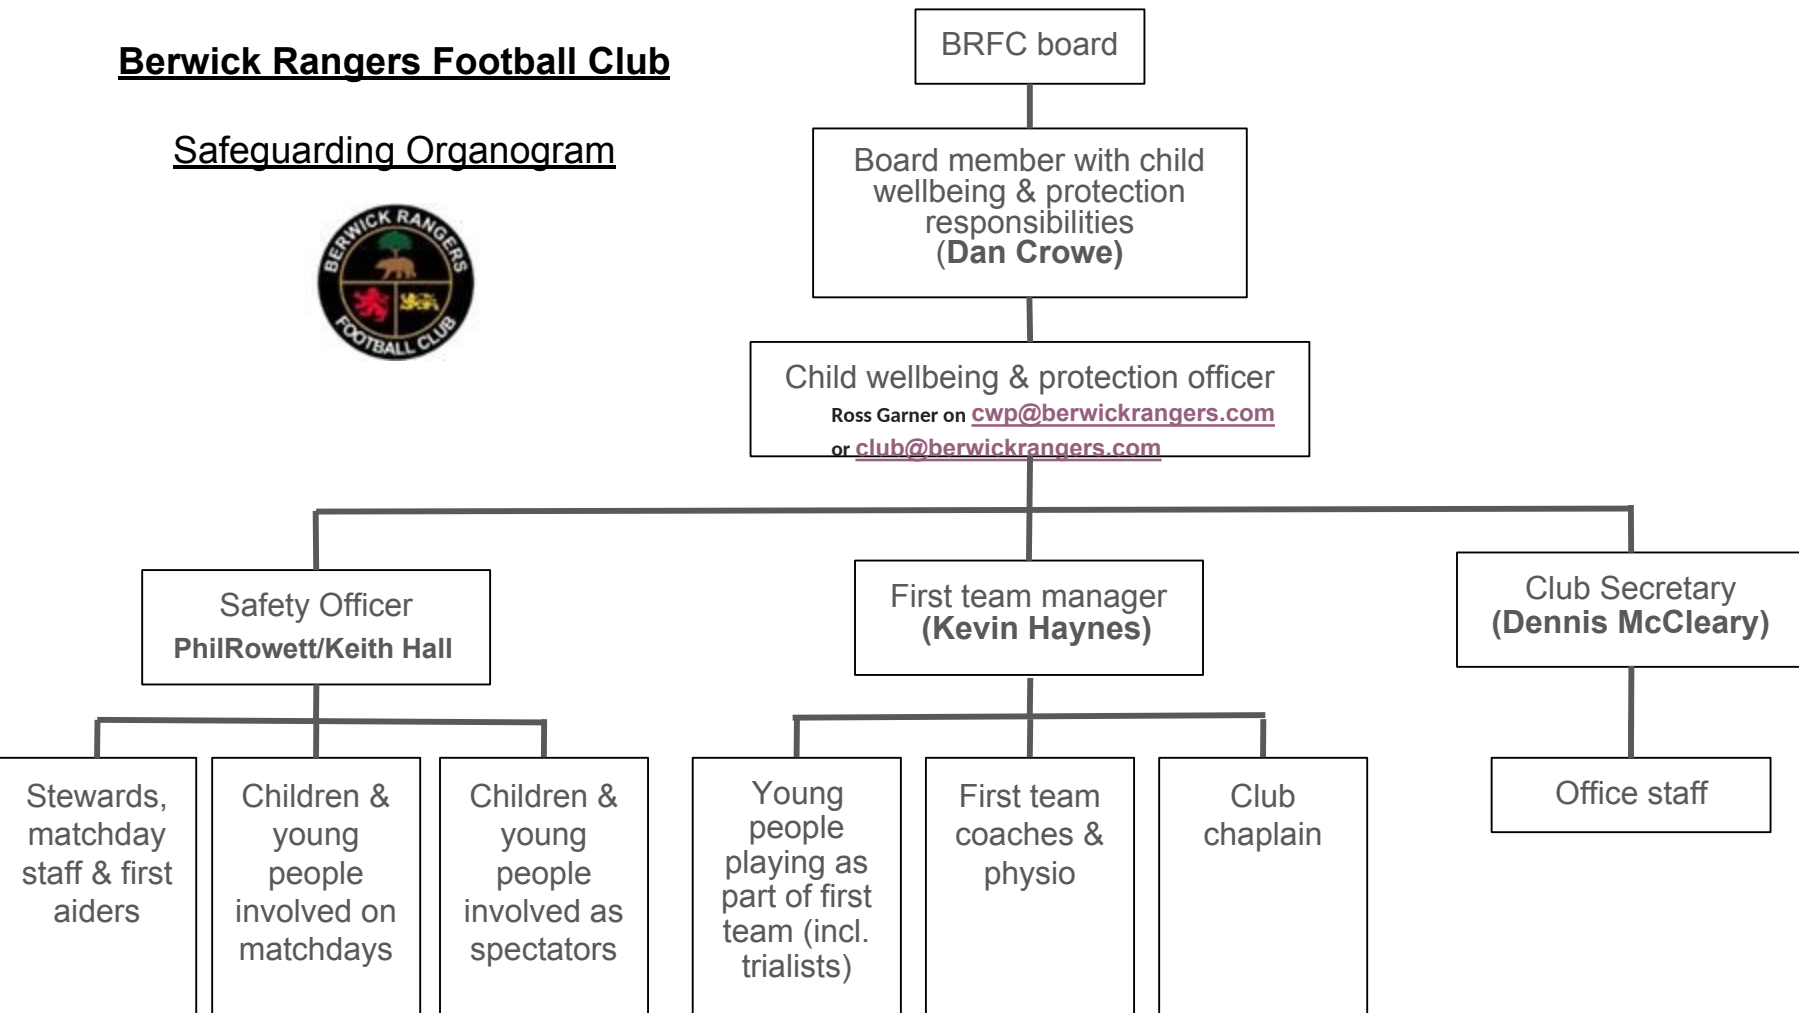 Berwick Rangers Football Club
Safeguarding Organogram
BERWICK RANGERS
FOOTBALL CLUB
BRFC board
Board member with child
wellbeing & protection
responsibilities
(Dan Crowe)
Child wellbeing & protection officer
Ross Garner on cwp@berwickrangers.com
or club@berwickrangers.com
Safety Officer
PhilRowett/Keith Hall
First team manager
(Kevin Haynes)
Club Secretary
(Dennis McCleary)
Stewards,
matchday
staff & first
aiders
Children &
young
people
involved on
matchdays
Children &
young
people
involved as
spectators
Young
people
playing as
part of first
team (incl.
trialists)
First team
coaches &
physio
Club
chaplain
Office staff